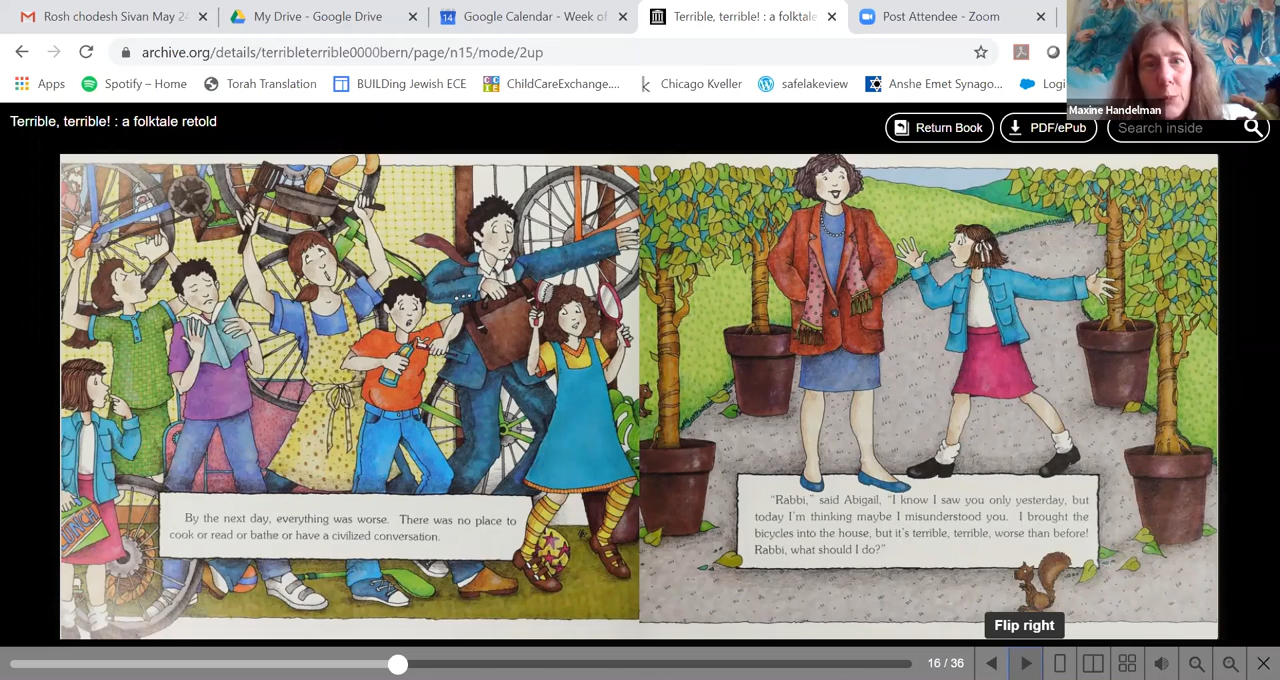 Rosh chodesh Sivan May 24
My Drive - Google Drive
Google Calendar - Week of
Terrible, terrible! : a folktale
Post Attendee - Zoom
archive.org/details/terribleterrible0000bern/page/n15/mode/2up
Apps
Spotify – Home
Torah Translation
BUILDing Jewish ECE
ChildCareExchange....
Chicago Kveller
safelakeview
Anshe Emet Synago...
Logi
Maxine Handelman
Terrible, terrible! : a folktale retold
Return Book
PDF/ePub
Search inside
LUNCH
By the next day, everything was worse. There was no place to
cook or read or bathe or have a civilized conversation.
"Rabbi," said Abigail, "I know I saw you only yesterday, but
today I'm thinking maybe I misunderstood you. I brought the
bicycles into the house, but it's terrible, terrible, worse than before!
Rabbi, what should I do?"
Flip right
16 / 36